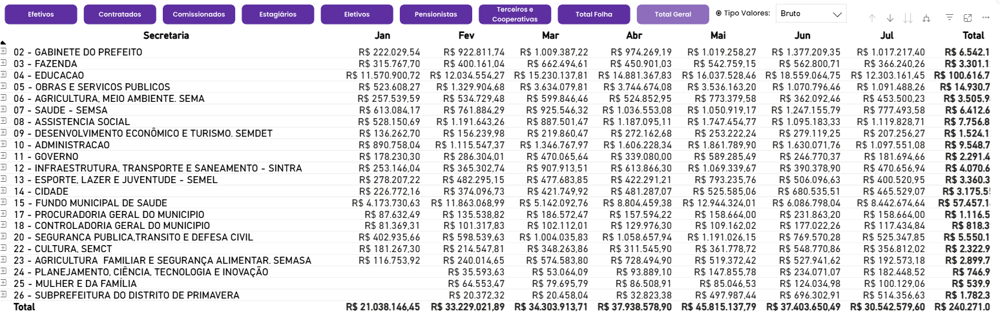 Efetivos Contratados Comissionados Estagiários Eletivos Pensionistas Terceiros e Cooperativas Total Folha Total Geral Tipo Valores: Bruto
Secretaria Jan Fev Mar Abr Mai Jun Jul Total
02 - GABINETE DO PREFEITO R$ 222.029,54 R$ 922.811,74 R$ 1.009.387,22 R$ 974.269,19 R$ 1.019.258,27 R$ 1.377.209,35 R$ 1.017.217,40 R$ 6.542.1
03 - FAZENDA R$ 315.767,70 R$ 400.161,04 R$ 662.494,61 R$ 450.901,03 R$ 542.759,15 R$ 562.800,71 R$ 366.240,26 R$ 3.301.1
04 - EDUCACAO R$ 11.570.900,72 R$ 12.034.554,27 R$ 15.230.137,81 R$ 14.881.367,83 R$ 16.037.528,46 R$ 18.559.064,75 R$ 12.303.161,45 R$ 100.616.7
05 - OBRAS E SERVICOS PUBLICOS R$ 523.608,27 R$ 1.329.904,68 R$ 3.634.079,81 R$ 3.744.674,08 R$ 3.536.163,20 R$ 1.070.796,46 R$ 1.091.488,26 R$ 14.930.7
06 - AGRICULTURA, MEIO AMBIENTE. SEMA R$ 257.539,59 R$ 534.729,48 R$ 599.846,46 R$ 524.852,95 R$ 773.379,58 R$ 362.092,46 R$ 453.500,23 R$ 3.505.9
07 - SAUDE - SEMSA R$ 613.084,17 R$ 761.884,29 R$ 925.546,32 R$ 1.036.553,08 R$ 1.050.919,17 R$ 1.247.155,79 R$ 777.493,58 R$ 6.412.6
08 - ASSISTENCIA SOCIAL R$ 528.150,69 R$ 1.191.643,26 R$ 887.501,47 R$ 1.187.095,11 R$ 1.747.454,77 R$ 1.095.183,33 R$ 1.119.828,71 R$ 7.756.8
09 - DESENVOLVIMENTO ECONÔMICO E TURISMO. SEMDET R$ 136.262,70 R$ 156.239,98 R$ 219.860,47 R$ 272.162,68 R$ 253.222,24 R$ 279.119,25 R$ 207.256,27 R$ 1.524.1
10 - ADMINISTRACAO R$ 890.758,04 R$ 1.115.547,37 R$ 1.346.767,97 R$ 1.606.228,34 R$ 1.861.789,90 R$ 1.630.071,76 R$ 1.097.551,08 R$ 9.548.7
11 - GOVERNO R$ 178.230,30 R$ 286.304,01 R$ 470.065,64 R$ 339.080,00 R$ 589.285,49 R$ 246.770,37 R$ 181.694,66 R$ 2.291.4
12 - INFRAESTRUTURA, TRANSPORTE E SANEAMENTO - SINTRA R$ 253.146,04 R$ 365.302,74 R$ 907.913,51 R$ 613.866,30 R$ 1.069.339,67 R$ 390.378,90 R$ 470.656,94 R$ 4.070.6
13 - ESPORTE, LAZER E JUVENTUDE - SEMEL R$ 278.207,22 R$ 482.295,15 R$ 477.683,85 R$ 422.291,21 R$ 793.235,76 R$ 506.096,63 R$ 400.520,95 R$ 3.360.3
14 - CIDADE R$ 226.772,16 R$ 374.096,73 R$ 421.749,92 R$ 481.287,07 R$ 525.585,06 R$ 680.535,51 R$ 465.529,07 R$ 3.175.5
15 - FUNDO MUNICIPAL DE SAUDE R$ 4.173.730,63 R$ 11.863.068,99 R$ 5.142.092,76 R$ 8.804.459,38 R$ 12.944.324,01 R$ 6.086.798,04 R$ 8.442.674,64 R$ 57.457.1
17 - PROCURADORIA GERAL DO MUNICIPIO R$ 87.632,49 R$ 135.538,82 R$ 186.572,47 R$ 157.594,22 R$ 158.664,00 R$ 231.863,20 R$ 158.664,00 R$ 1.116.5
18 - CONTROLADORIA GERAL DO MUNICIPIO R$ 81.369,31 R$ 101.317,83 R$ 102.112,01 R$ 129.976,30 R$ 109.162,02 R$ 177.022,26 R$ 117.434,84 R$ 818.3
20 - SEGURANCA PUBLICA,TRANSITO E DEFESA CIVIL R$ 402.935,66 R$ 598.539,63 R$ 1.004.035,83 R$ 1.058.657,94 R$ 1.191.026,15 R$ 769.570,28 R$ 525.347,85 R$ 5.550.1
22 - CULTURA, SEMCT R$ 181.267,30 R$ 214.547,81 R$ 348.263,86 R$ 311.545,90 R$ 361.778,72 R$ 548.770,86 R$ 356.812,02 R$ 2.322.9
23 - AGRICULTURA FAMILIAR E SEGURANÇA ALIMENTAR. SEMASA R$ 116.753,92 R$ 240.014,65 R$ 574.583,80 R$ 728.494,90 R$ 519.372,42 R$ 527.941,62 R$ 192.573,18 R$ 2.899.7
24 - PLANEJAMENTO, CIÊNCIA, TECNOLOGIA E INOVAÇÃO R$ 35.593,63 R$ 53.064,09 R$ 93.889,10 R$ 147.855,78 R$ 234.071,07 R$ 182.448,52 R$ 746.9
25 - MULHER E DA FAMÍLIA R$ 64.553,47 R$ 79.695,79 R$ 86.508,91 R$ 85.046,53 R$ 124.034,98 R$ 100.129,06 R$ 539.9
26 - SUBPREFEITURA DO DISTRITO DE PRIMAVERA R$ 20.372,32 R$ 20.458,04 R$ 32.823,38 R$ 497.987,44 R$ 696.302,91 R$ 514.356,63 R$ 1.782.3
Total R$ 21.038.146,45 R$ 33.229.021,89 R$ 34.303.913,71 R$ 37.938.578,90 R$ 45.815.137,79 R$ 37.403.650,49 R$ 30.542.579,60 R$ 240.271.0